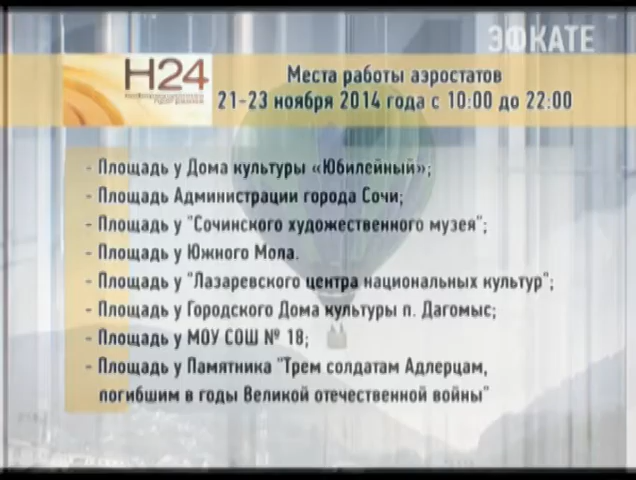 ЭФКАТЕ
Н24
Места работы аэростатов
21-23 ноября 2014 года с 10:00 до 22:00
- Площадь у Дома культуры «Юбилейный»;
- Площадь Администрации города Сочи;
- Площадь у "Сочинского художественного музея";
- Площадь у Южного Мола.
- Площадь у "Лазаревского центра национальных культур";
- Площадь у Городского Дома культуры п. Дагомыс;
- Площадь у МОУ СОШ № 18;
- Площадь у Памятника "Трем солдатам Адлерцам,
погибшим в годы Великой отечественной войны"